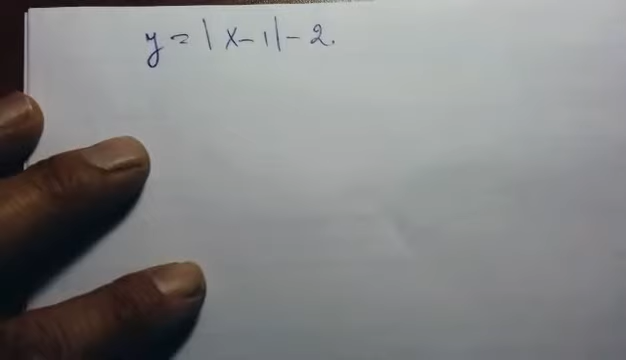 y = |x-1| - 2.